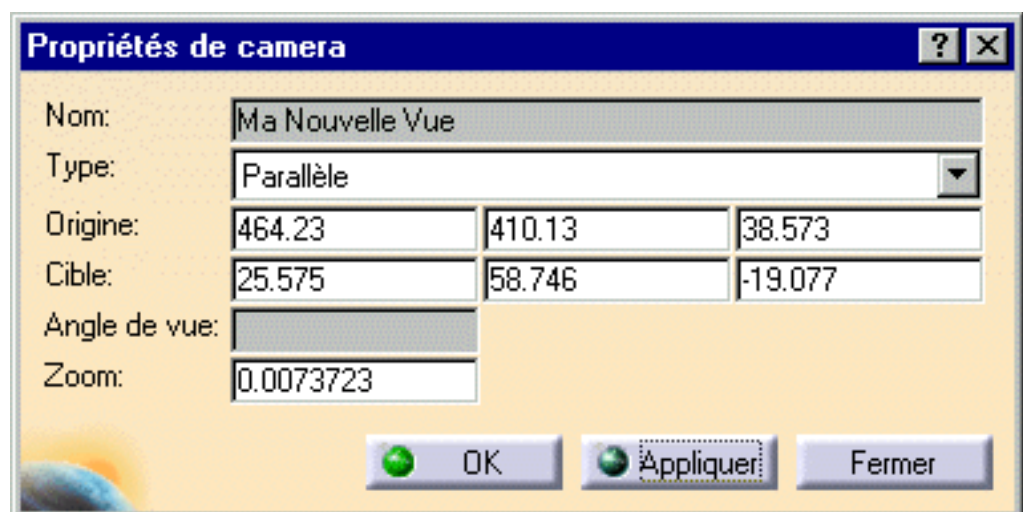 Propriétés de camera
Nom: Ma Nouvelle Vue
Type: Parallèle
Origine: 464.23 410.13 38.573
Cible: 25.575 58.746 -19.077
Angle de vue:
Zoom: 0.0073723
OK Appliquer Fermer